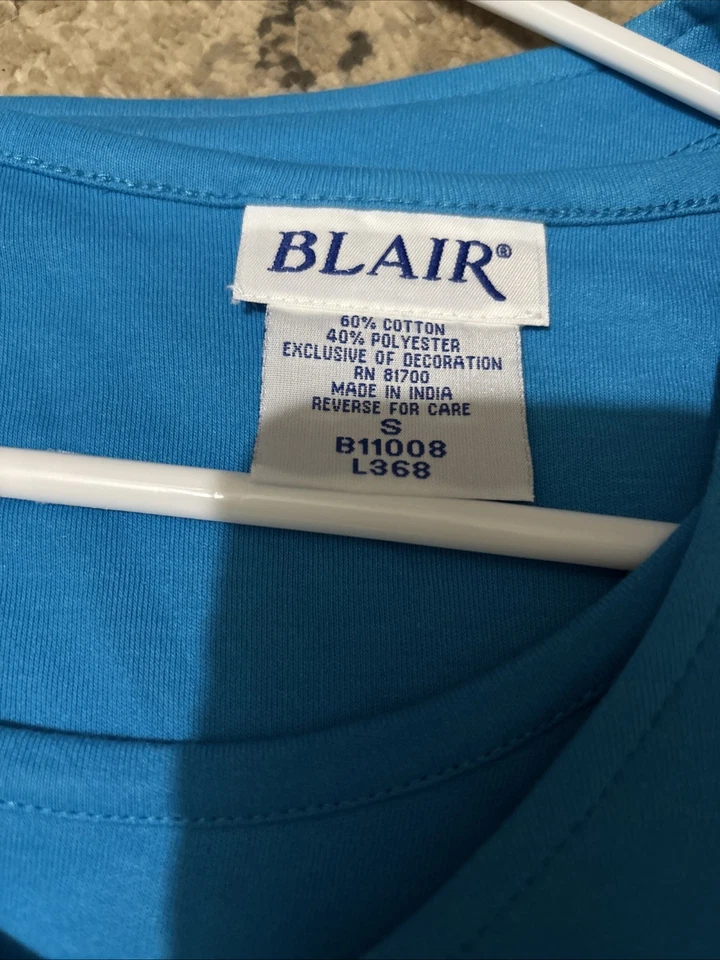 BLAIR®
60% COTTON
40% POLYESTER
EXCLUSIVE OF DECORATION
RN 81700
MADE IN INDIA
REVERSE FOR CARE
S
B11008
L368